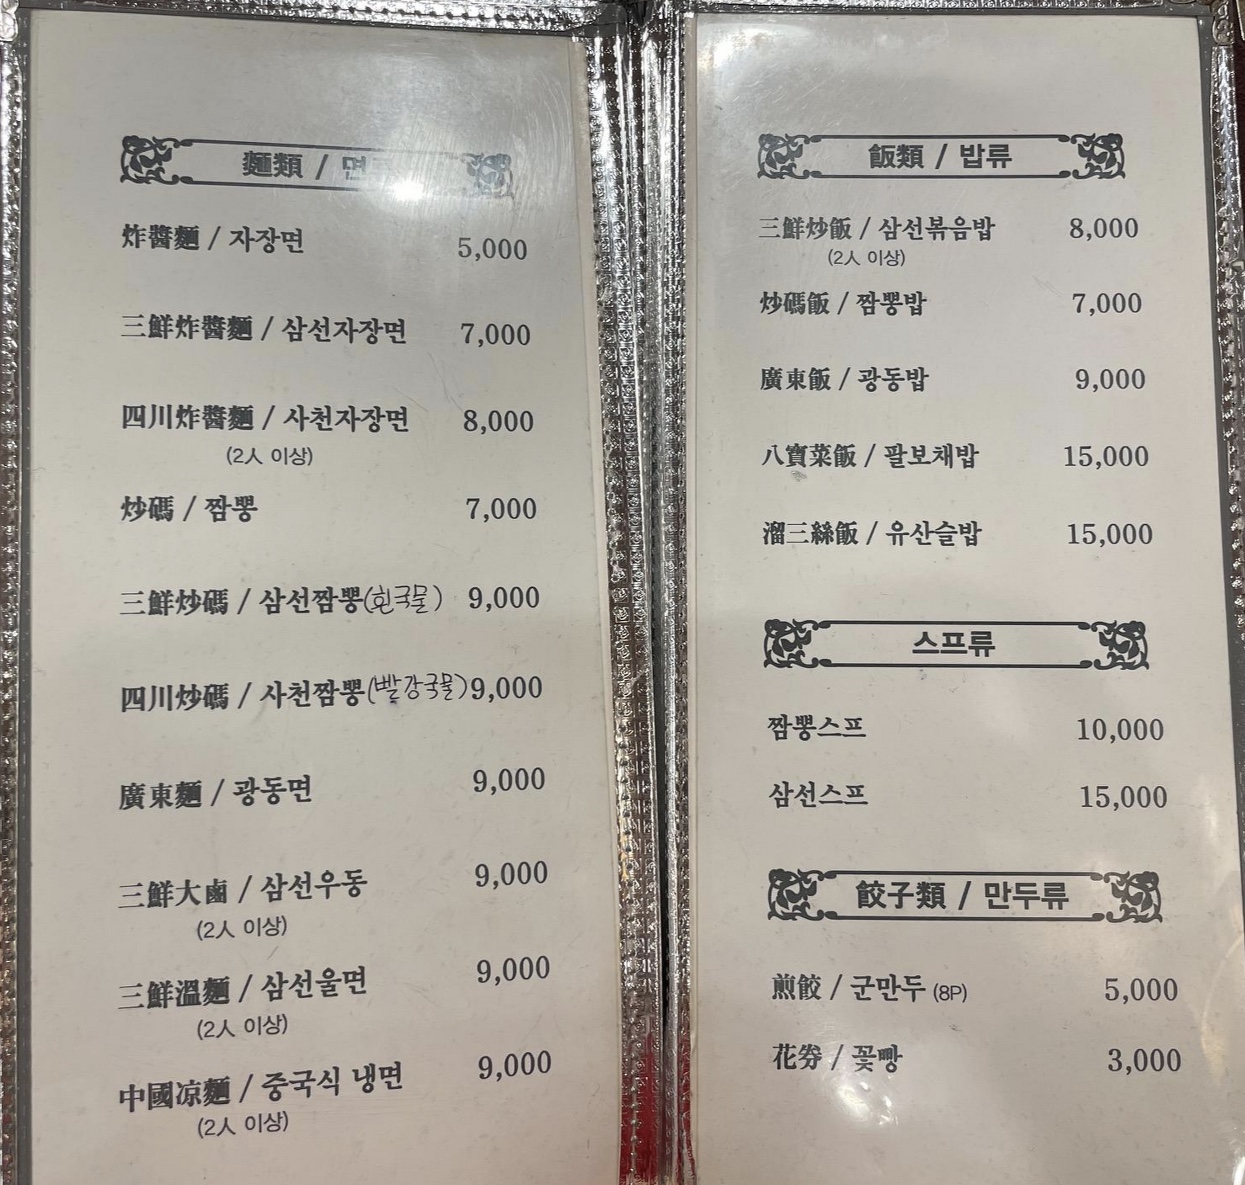 麵類 / 면
炸醬麵 / 자장면 5,000
三鮮炸醬麵 / 삼선자장면 7,000
四川炸醬麵 / 사천자장면 8,000
(2人 이상)
炒碼 / 짬뽕 7,000
三鮮炒碼 / 삼선짬뽕(흰국물) 9,000
四川炒碼 / 사천짬뽕(빨강국물) 9,000
廣東麵 / 광동면 9,000
三鮮大鹵 / 삼선우동 9,000
(2人 이상)
三鮮溫麵 / 삼선울면 9,000
(2人 이상)
中國凉麵 / 중국식 냉면 9,000
(2人 이상)
飯類 / 밥류
三鮮炒飯 / 삼선볶음밥 8,000
(2人 이상)
炒碼飯 / 짬뽕밥 7,000
廣東飯 / 광동밥 9,000
八寶菜飯 / 팔보채밥 15,000
溜三絲飯 / 유산슬밥 15,000
스프류
짬뽕스프 10,000
삼선스프 15,000
餃子類 / 만두류
煎餃 / 군만두 (8P) 5,000
花券 / 꽃빵 3,000